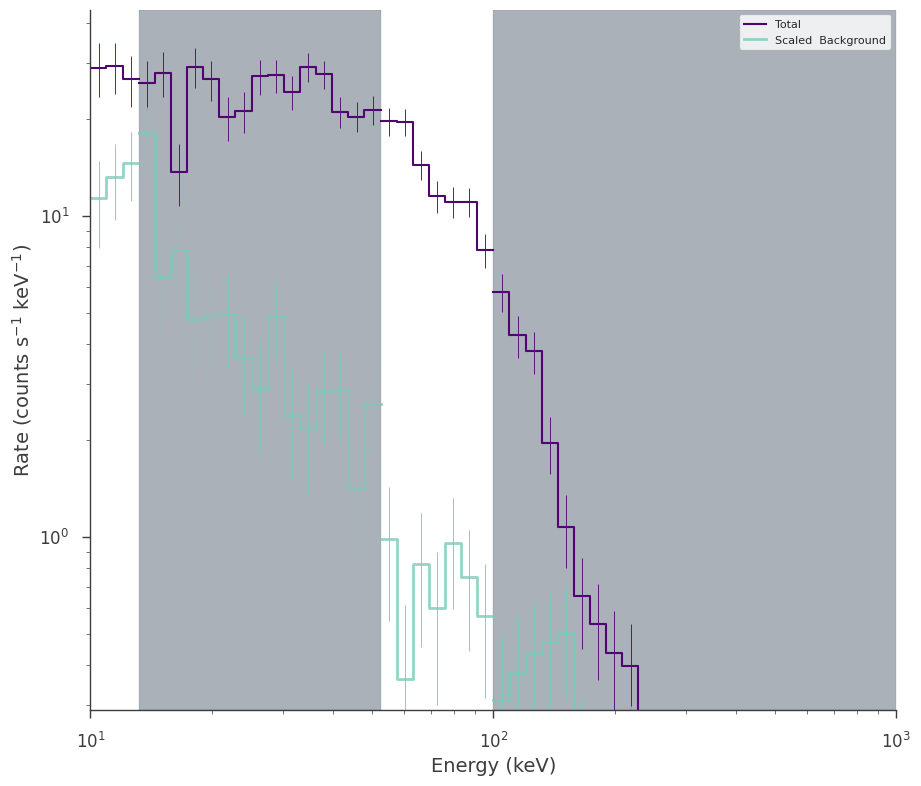 Total
Scaled Background
Rate (counts s⁻¹ keV⁻¹)
10¹
10⁰
10¹
10²
10³
Energy (keV)